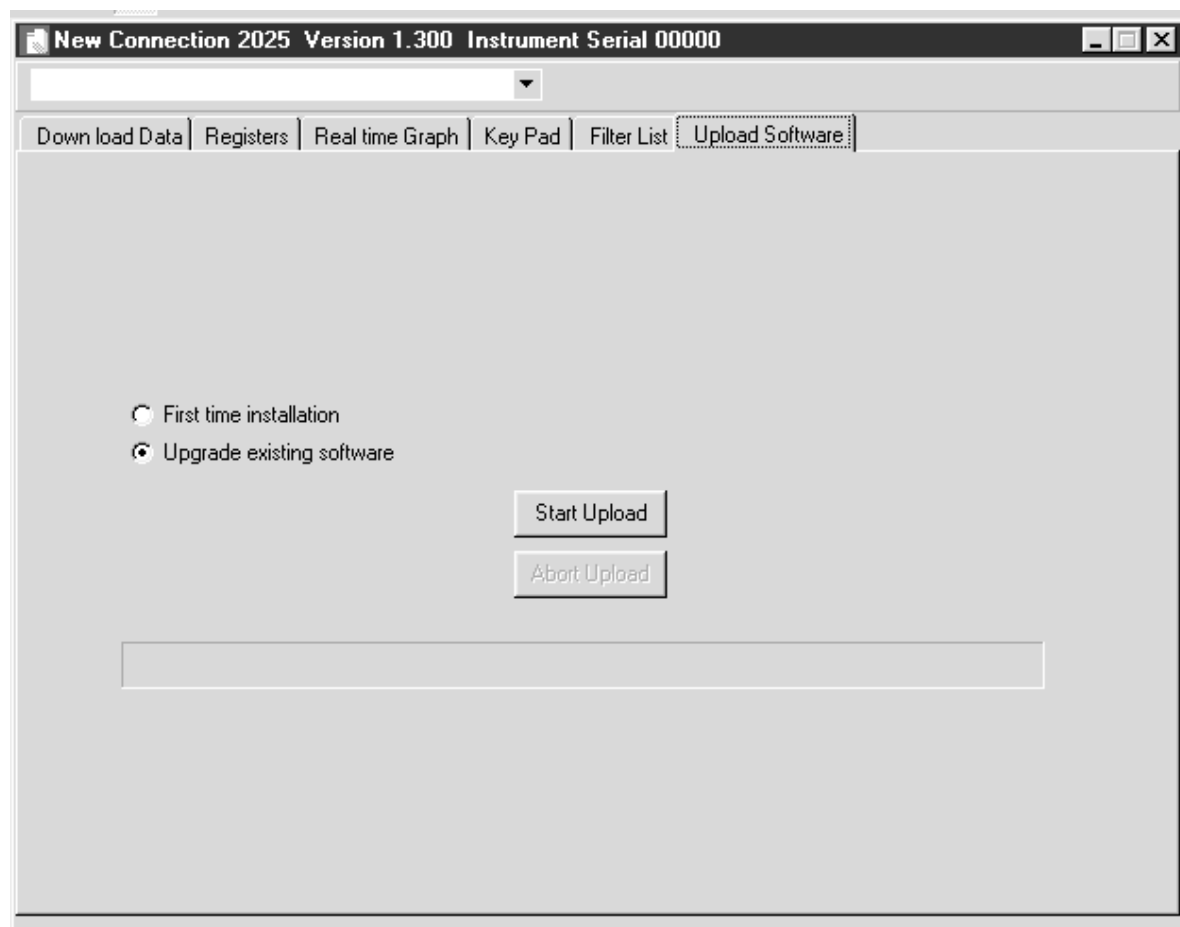 New Connection 2025 Version 1.300 Instrument Serial 00000
Down load Data Registers Real time Graph Key Pad Filter List Upload Software
First time installation
Upgrade existing software
Start Upload
Abort Upload